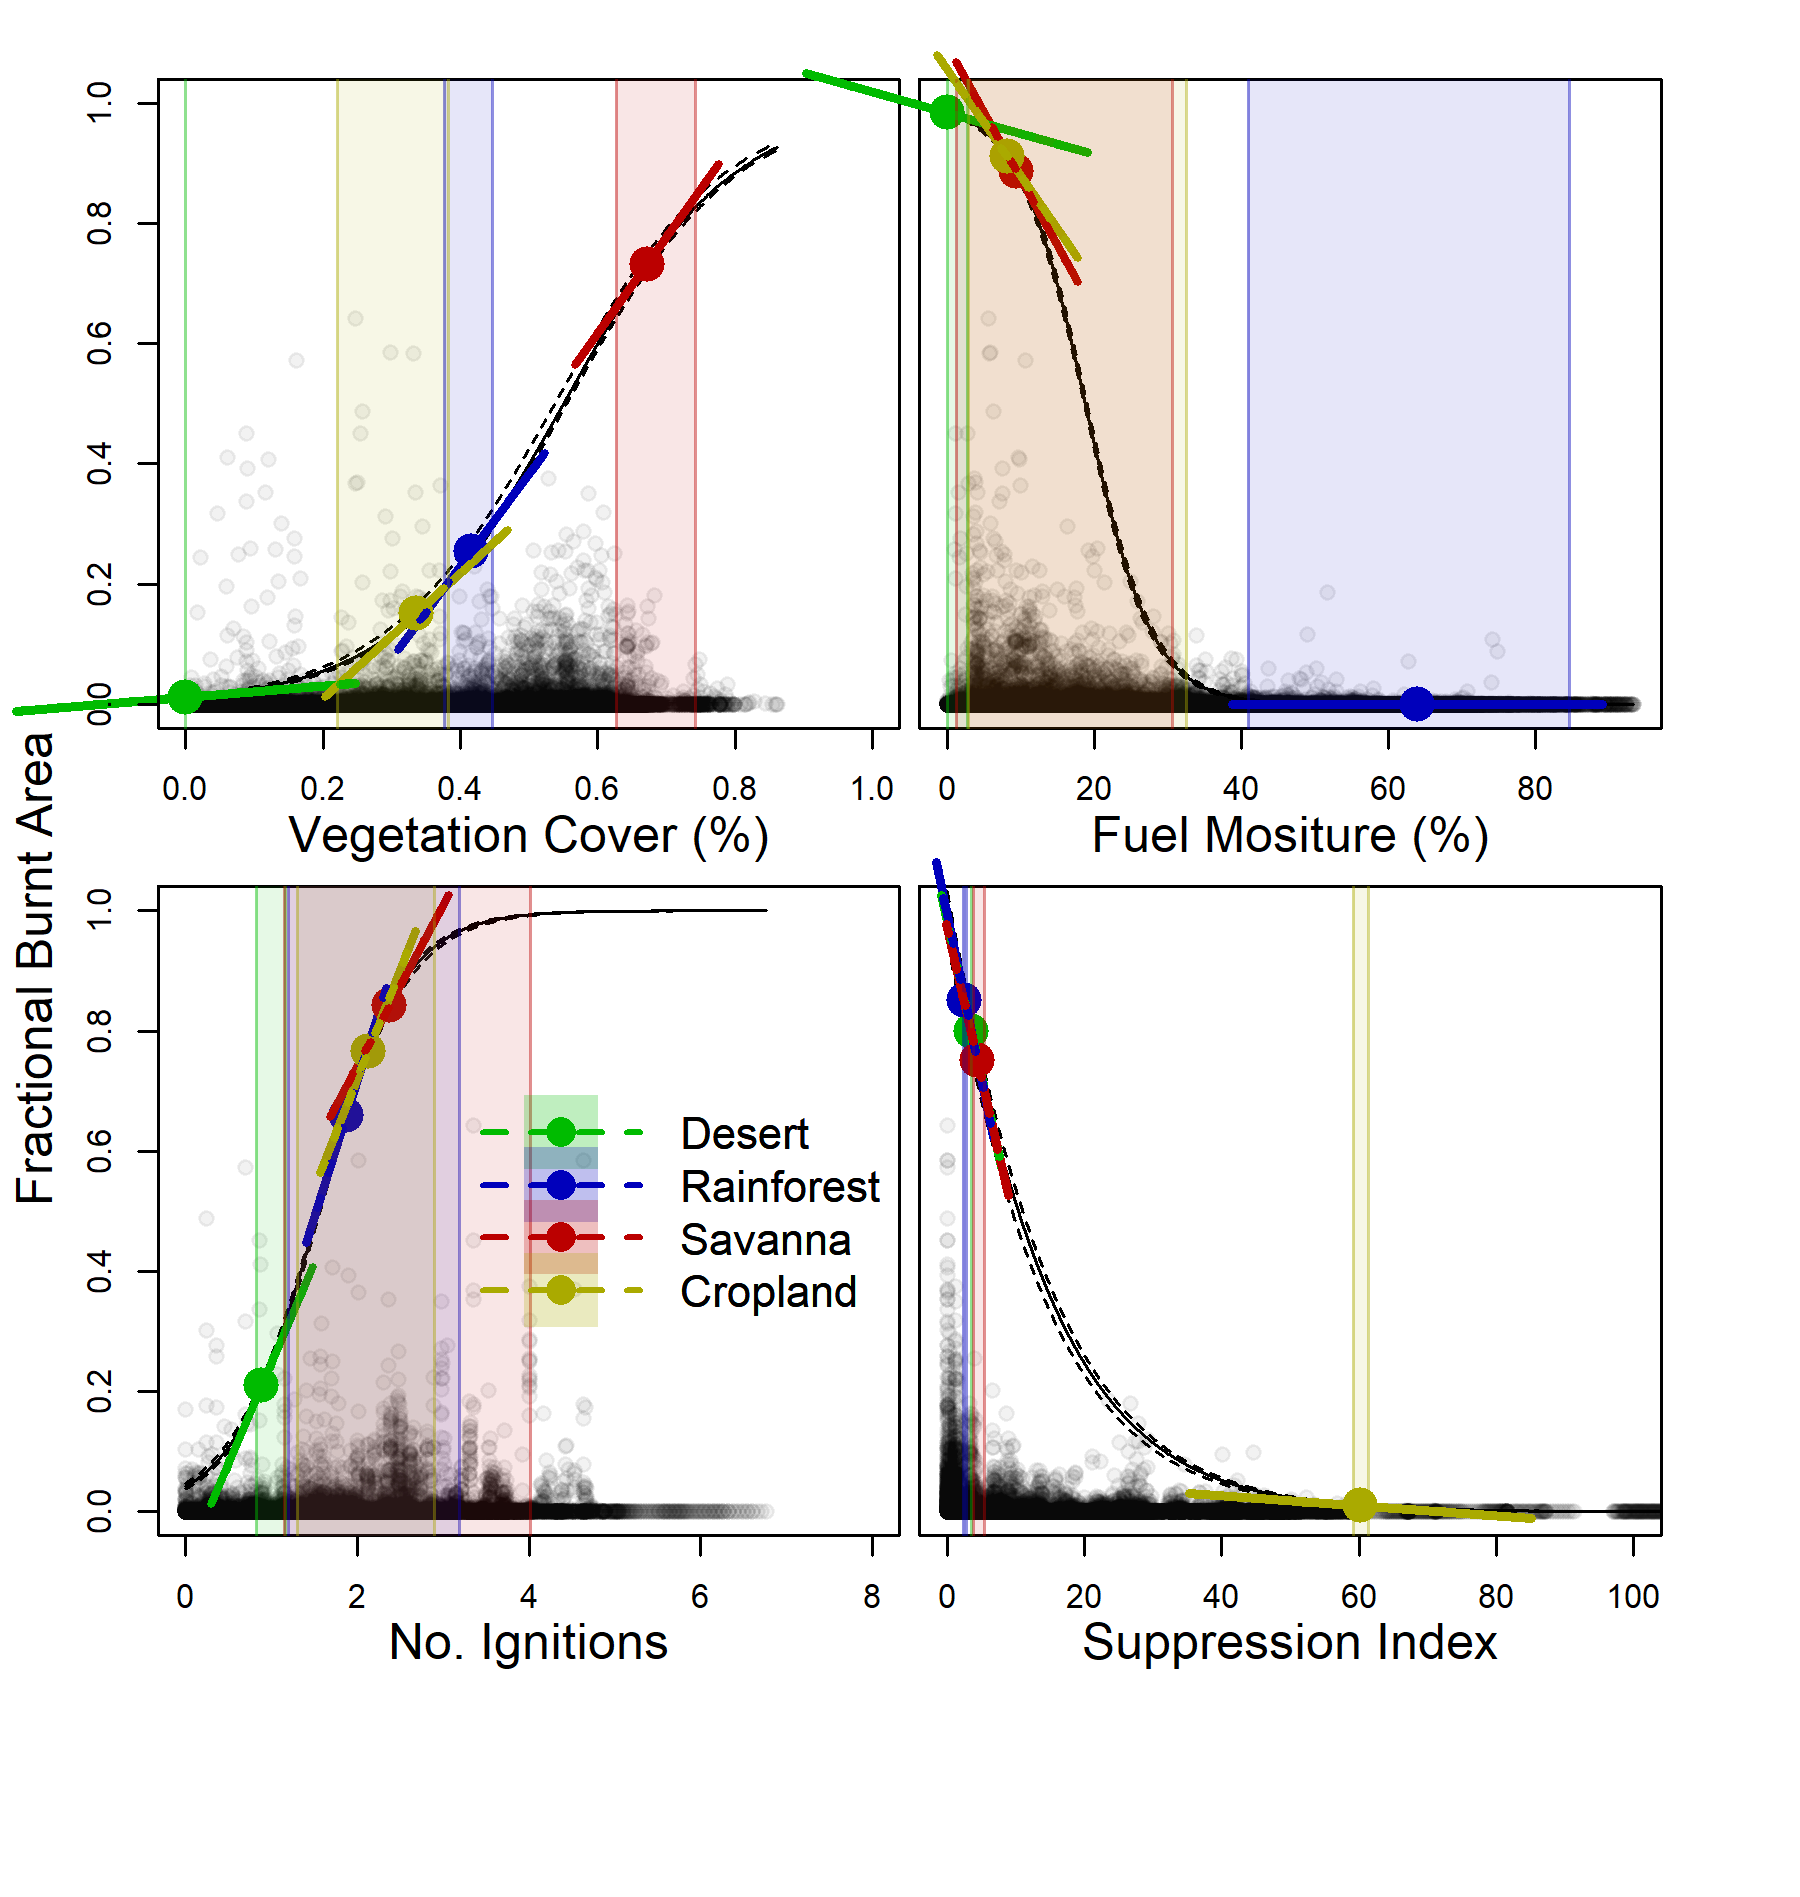 Fractional Burnt Area
1.0
0.8
0.6
0.4
0.2
0.0
0.0 0.2 0.4 0.6 0.8 1.0
Vegetation Cover (%)
0 20 40 60 80
Fuel Mositure (%)
1.0
0.8
0.6
0.4
0.2
0.0
Desert
Rainforest
Savanna
Cropland
0 2 4 6 8
No. Ignitions
0 20 40 60 80 100
Suppression Index